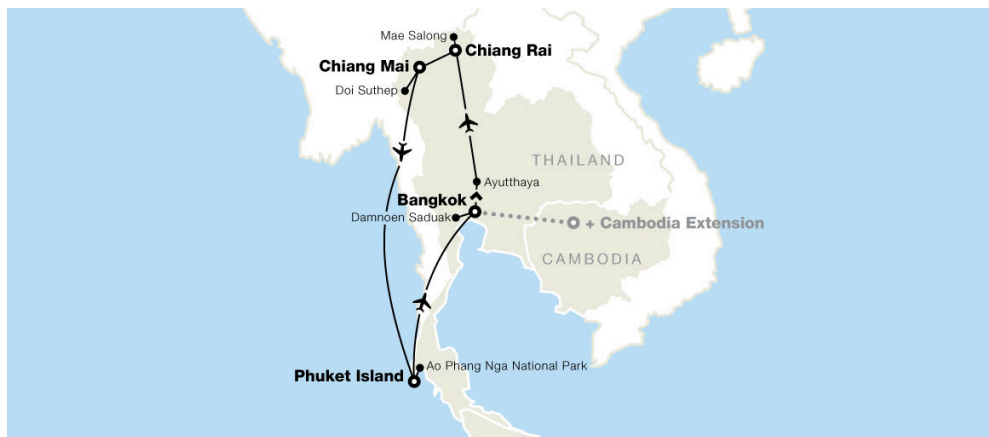 Mae Salong
Chiang Rai
Chiang Mai
Doi Suthep
THAILAND
Ayutthaya
Bangkok
Damnoen Saduak
+ Cambodia Extension
CAMBODIA
Ao Phang Nga National Park
Phuket Island